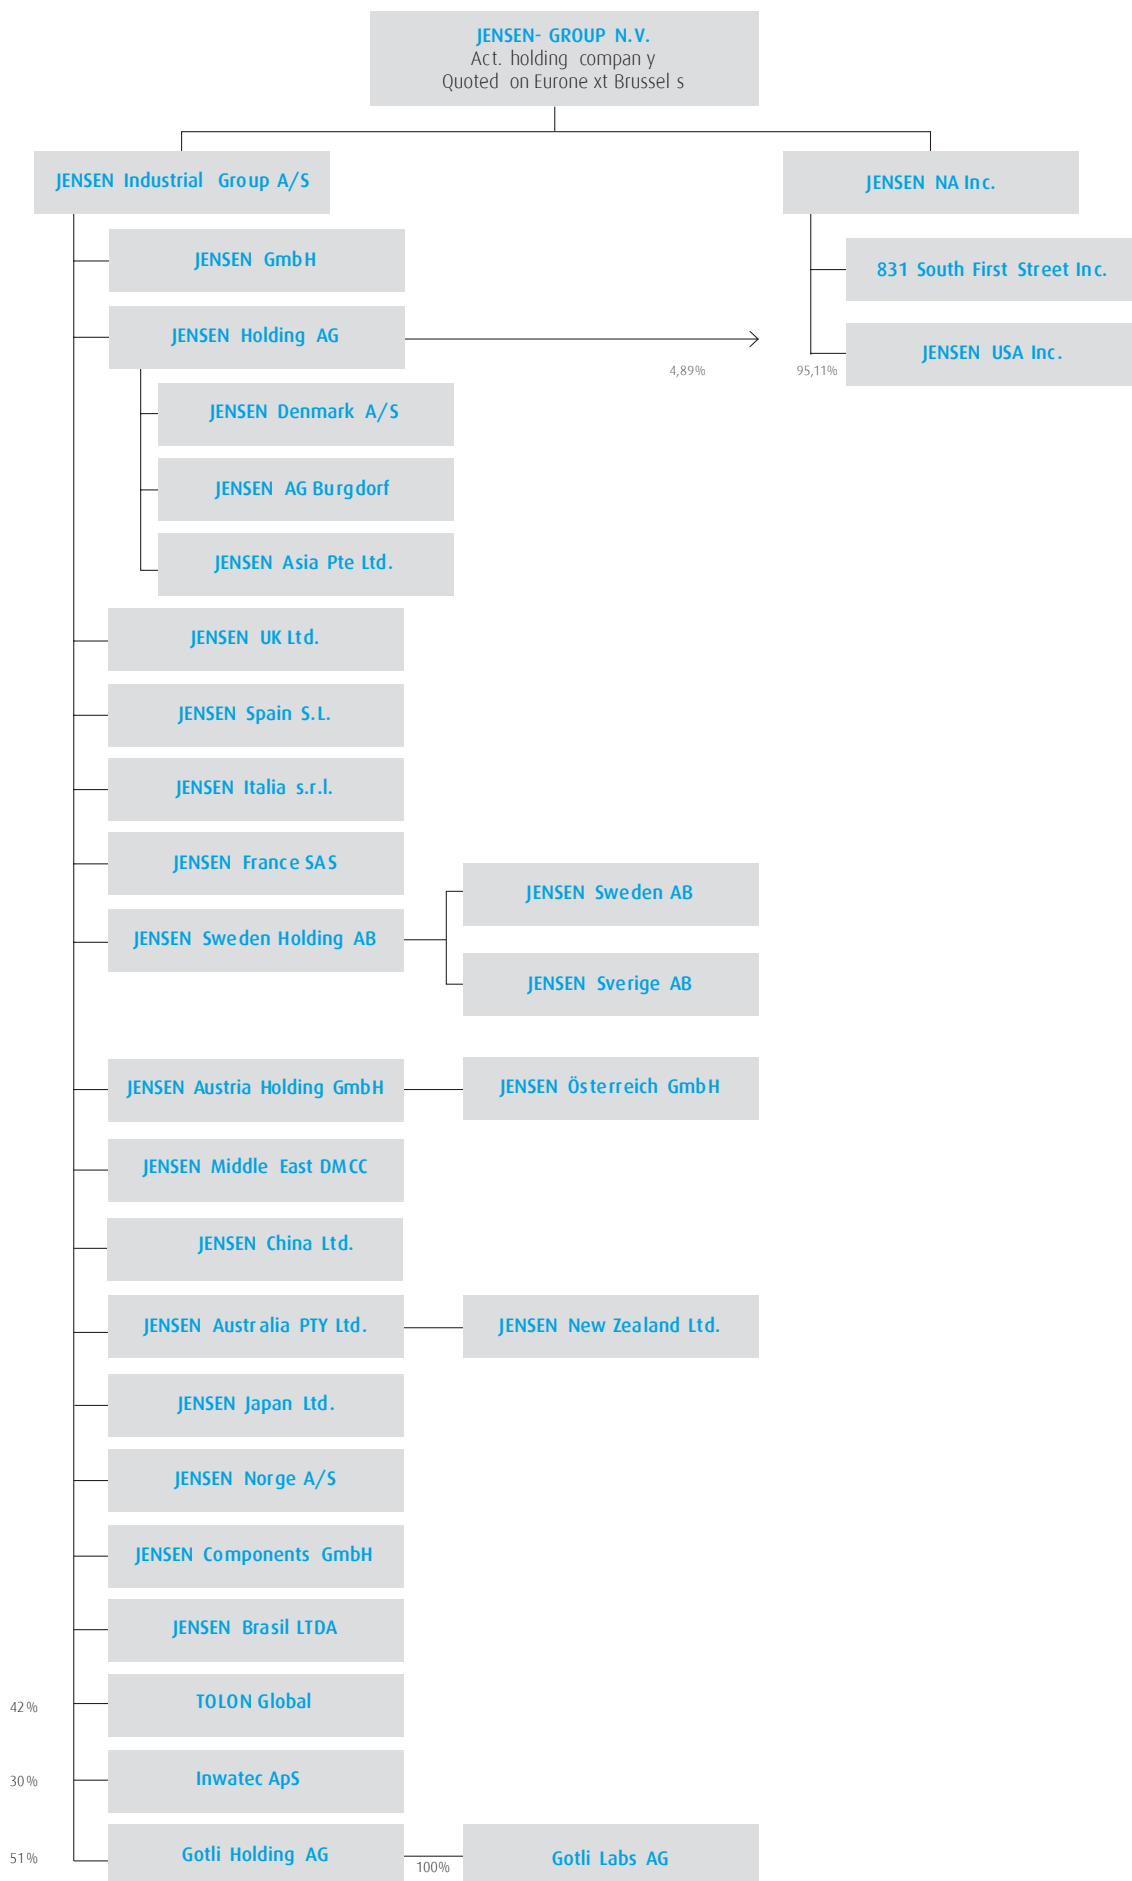 JENSEN- GROUP N.V.
Act. holding compan y
Quoted on Eurone xt Brussel s
JENSEN Industrial Group A/S
JENSEN NA Inc.
JENSEN GmbH
831 South First Street Inc.
JENSEN Holding AG
JENSEN USA Inc.
4,89%
95,11%
JENSEN Denmark A/S
JENSEN AG Burgdorf
JENSEN Asia Pte Ltd.
JENSEN UK Ltd.
JENSEN Spain S.L.
JENSEN Italia s.r.l.
JENSEN France SAS
JENSEN Sweden AB
JENSEN Sweden Holding AB
JENSEN Sverige AB
JENSEN Austria Holding GmbH
JENSEN Österreich GmbH
JENSEN Middle East DMCC
JENSEN China Ltd.
JENSEN Australia PTY Ltd.
JENSEN New Zealand Ltd.
JENSEN Japan Ltd.
JENSEN Norge A/S
JENSEN Components GmbH
JENSEN Brasil LTDA
42%
TOLON Global
30%
Inwatec ApS
51%
Gotli Holding AG
100%
Gotli Labs AG